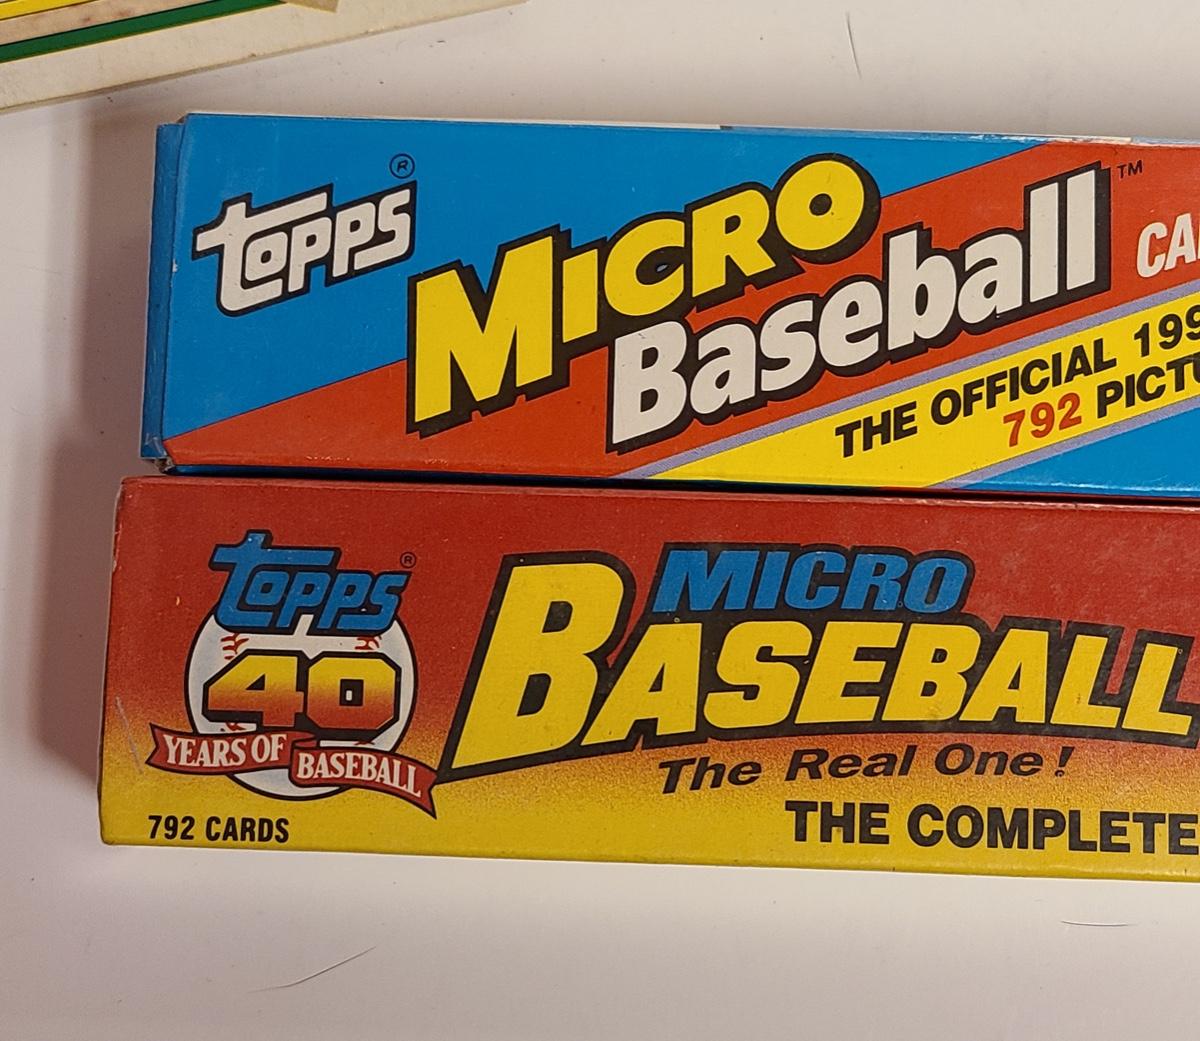 Topps®
MICRO
Baseball™
THE OFFICIAL
792
Topps®
40
YEARS OF BASEBALL
MICRO
BASEBALL
The Real One!
792 CARDS
THE COMPLETE